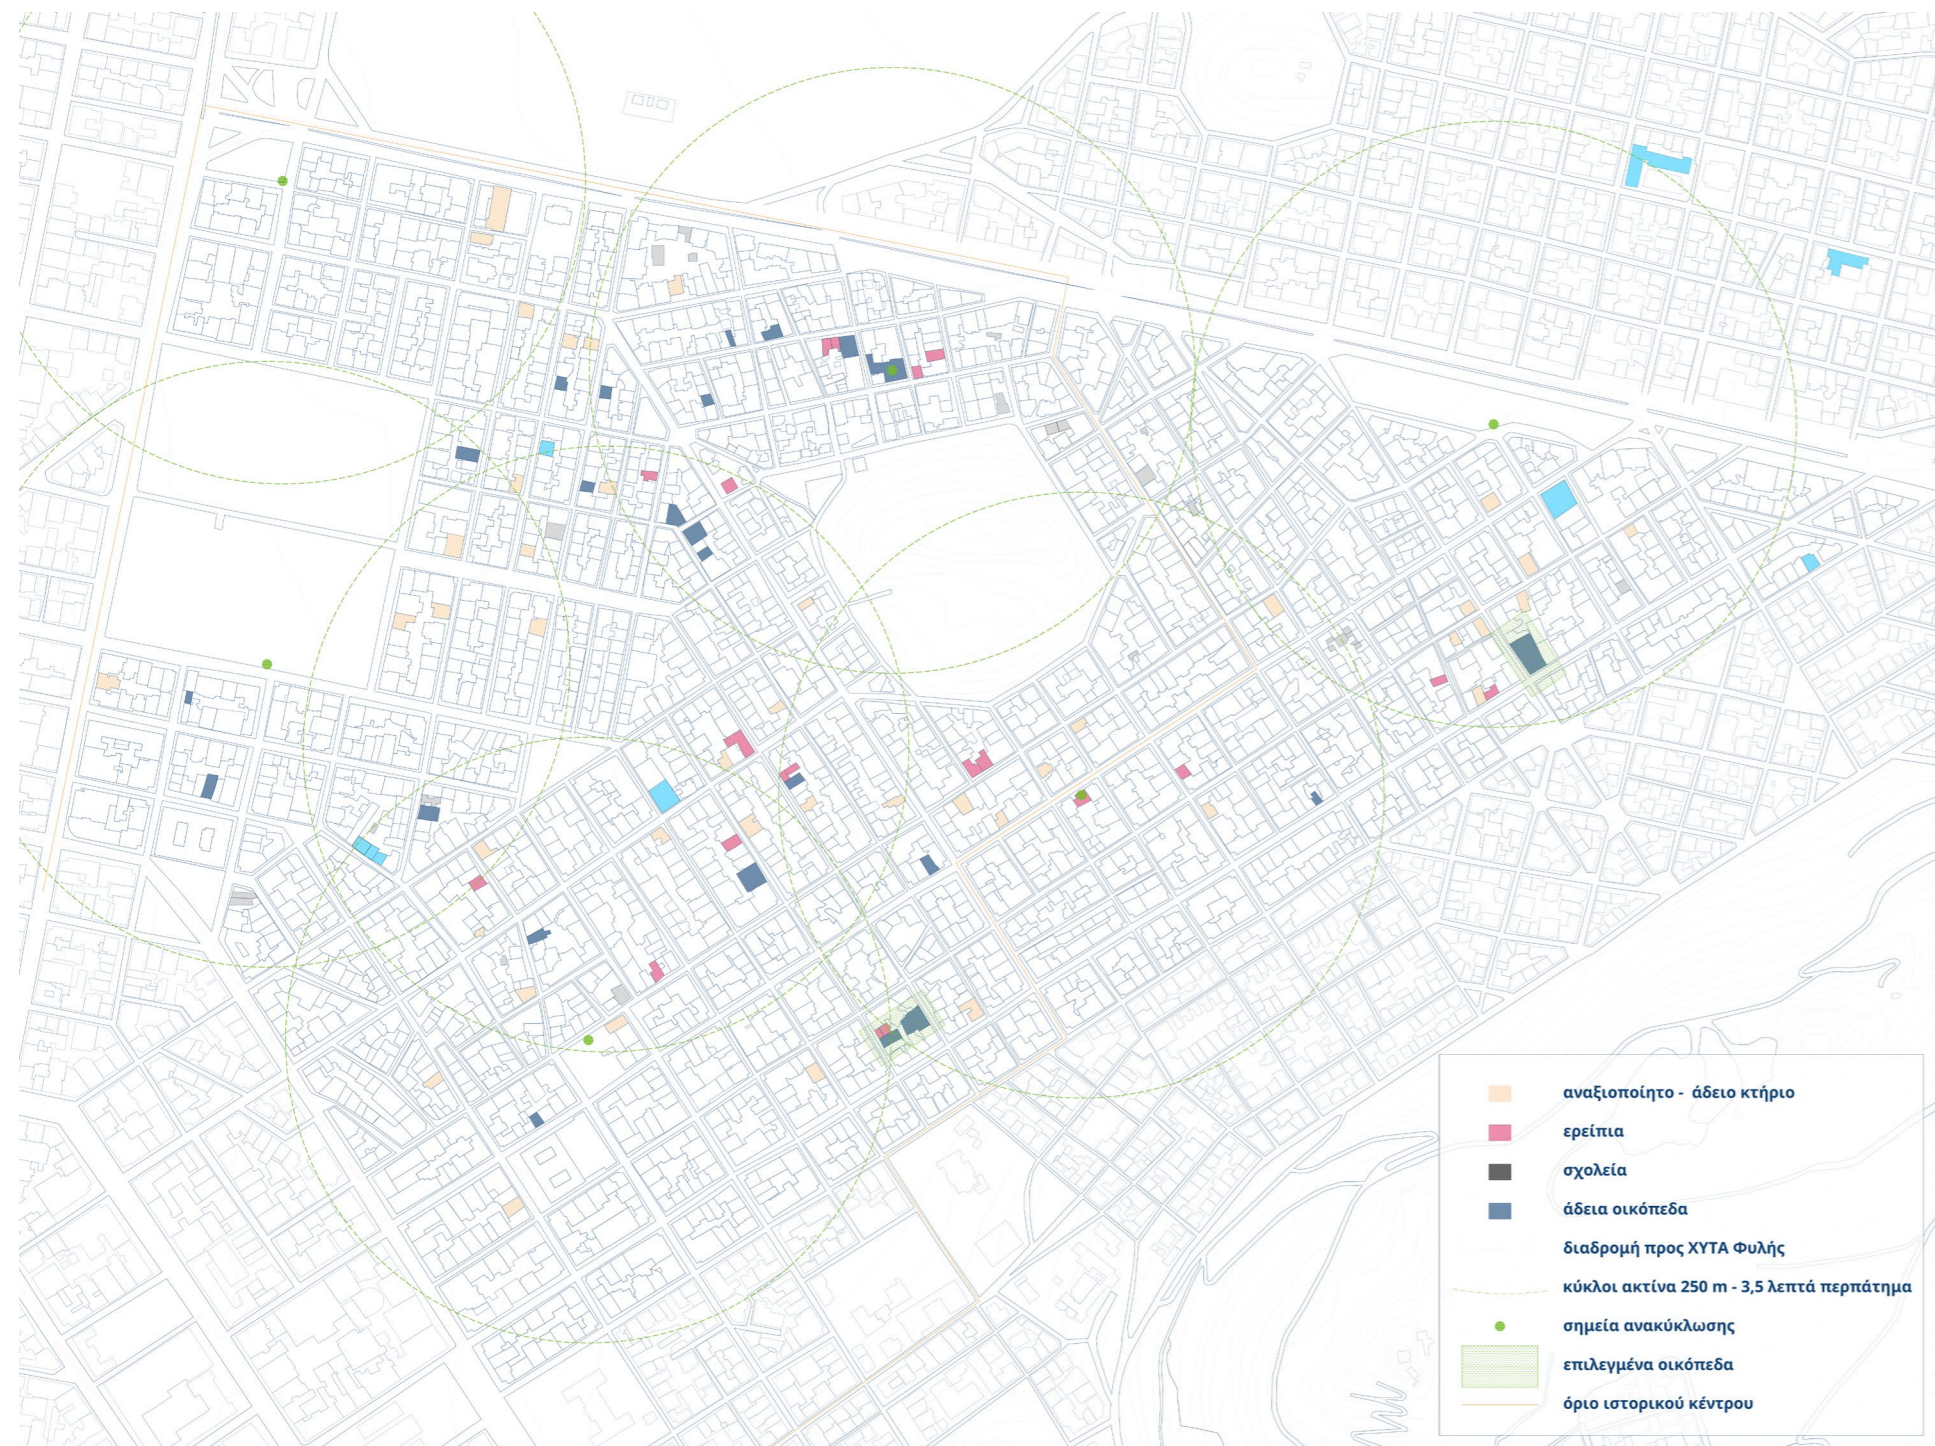 αναξιοποίητο - άδειο κτήριο
ερείπια
σχολεία
άδεια οικόπεδα
διαδρομή προς ΧΥΤΑ Φυλής
κύκλοι ακτίνα 250 m - 3,5 λεπτά περπάτημα
σημεία ανακύκλωσης
επιλεγμένα οικόπεδα
όριο ιστορικού κέντρου